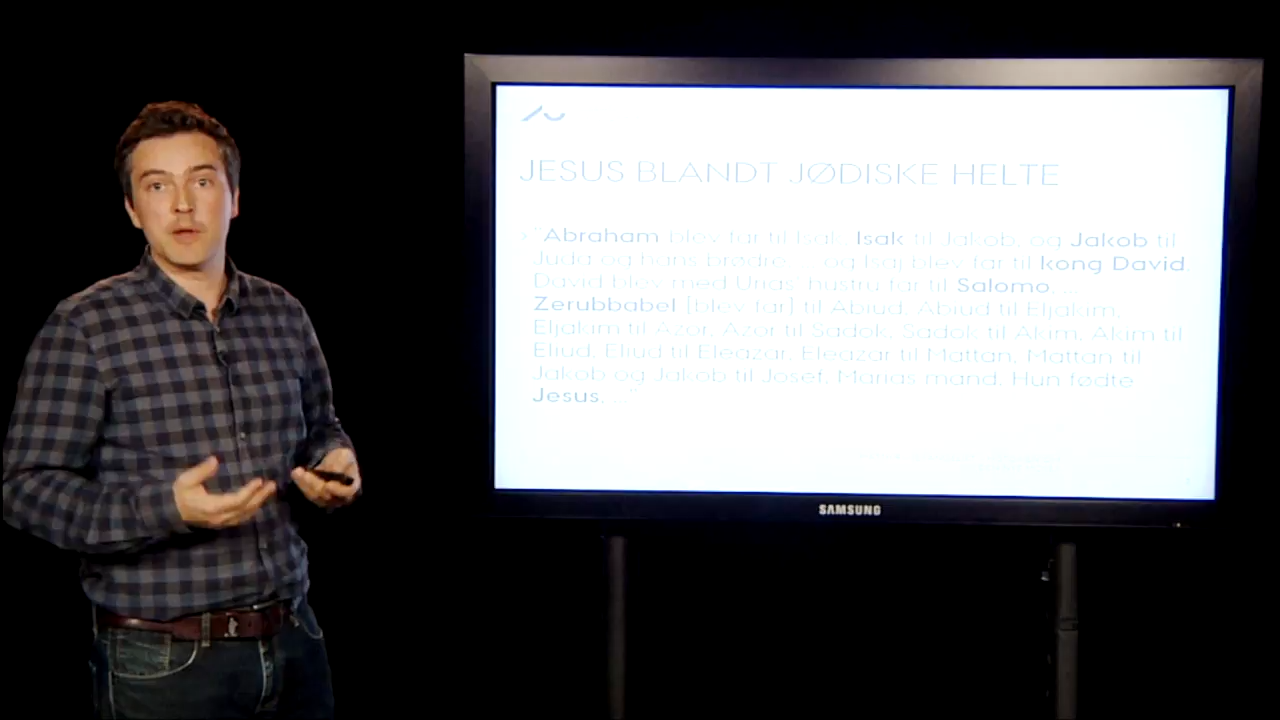 JESUS BLANDT JØDISKE HELTE
› "Abraham blev far til Isak, Isak til Jakob, og Jakob til
Juda og hans brødre ... og Isaj blev far til kong David.
David blev med Urias' hustru far til Salomo, ...
Zerubbabel [blev far] til Abiud, Abiud til Eljakim,
Eljakim til Azor, Azor til Sadok, Sadok til Akim, Akim til
Eliud, Eliud til Eleazar, Eleazar til Mattan, Mattan til
Jakob og Jakob til Josef, Marias mand. Hun fødte
Jesus, ..."
SAMSUNG